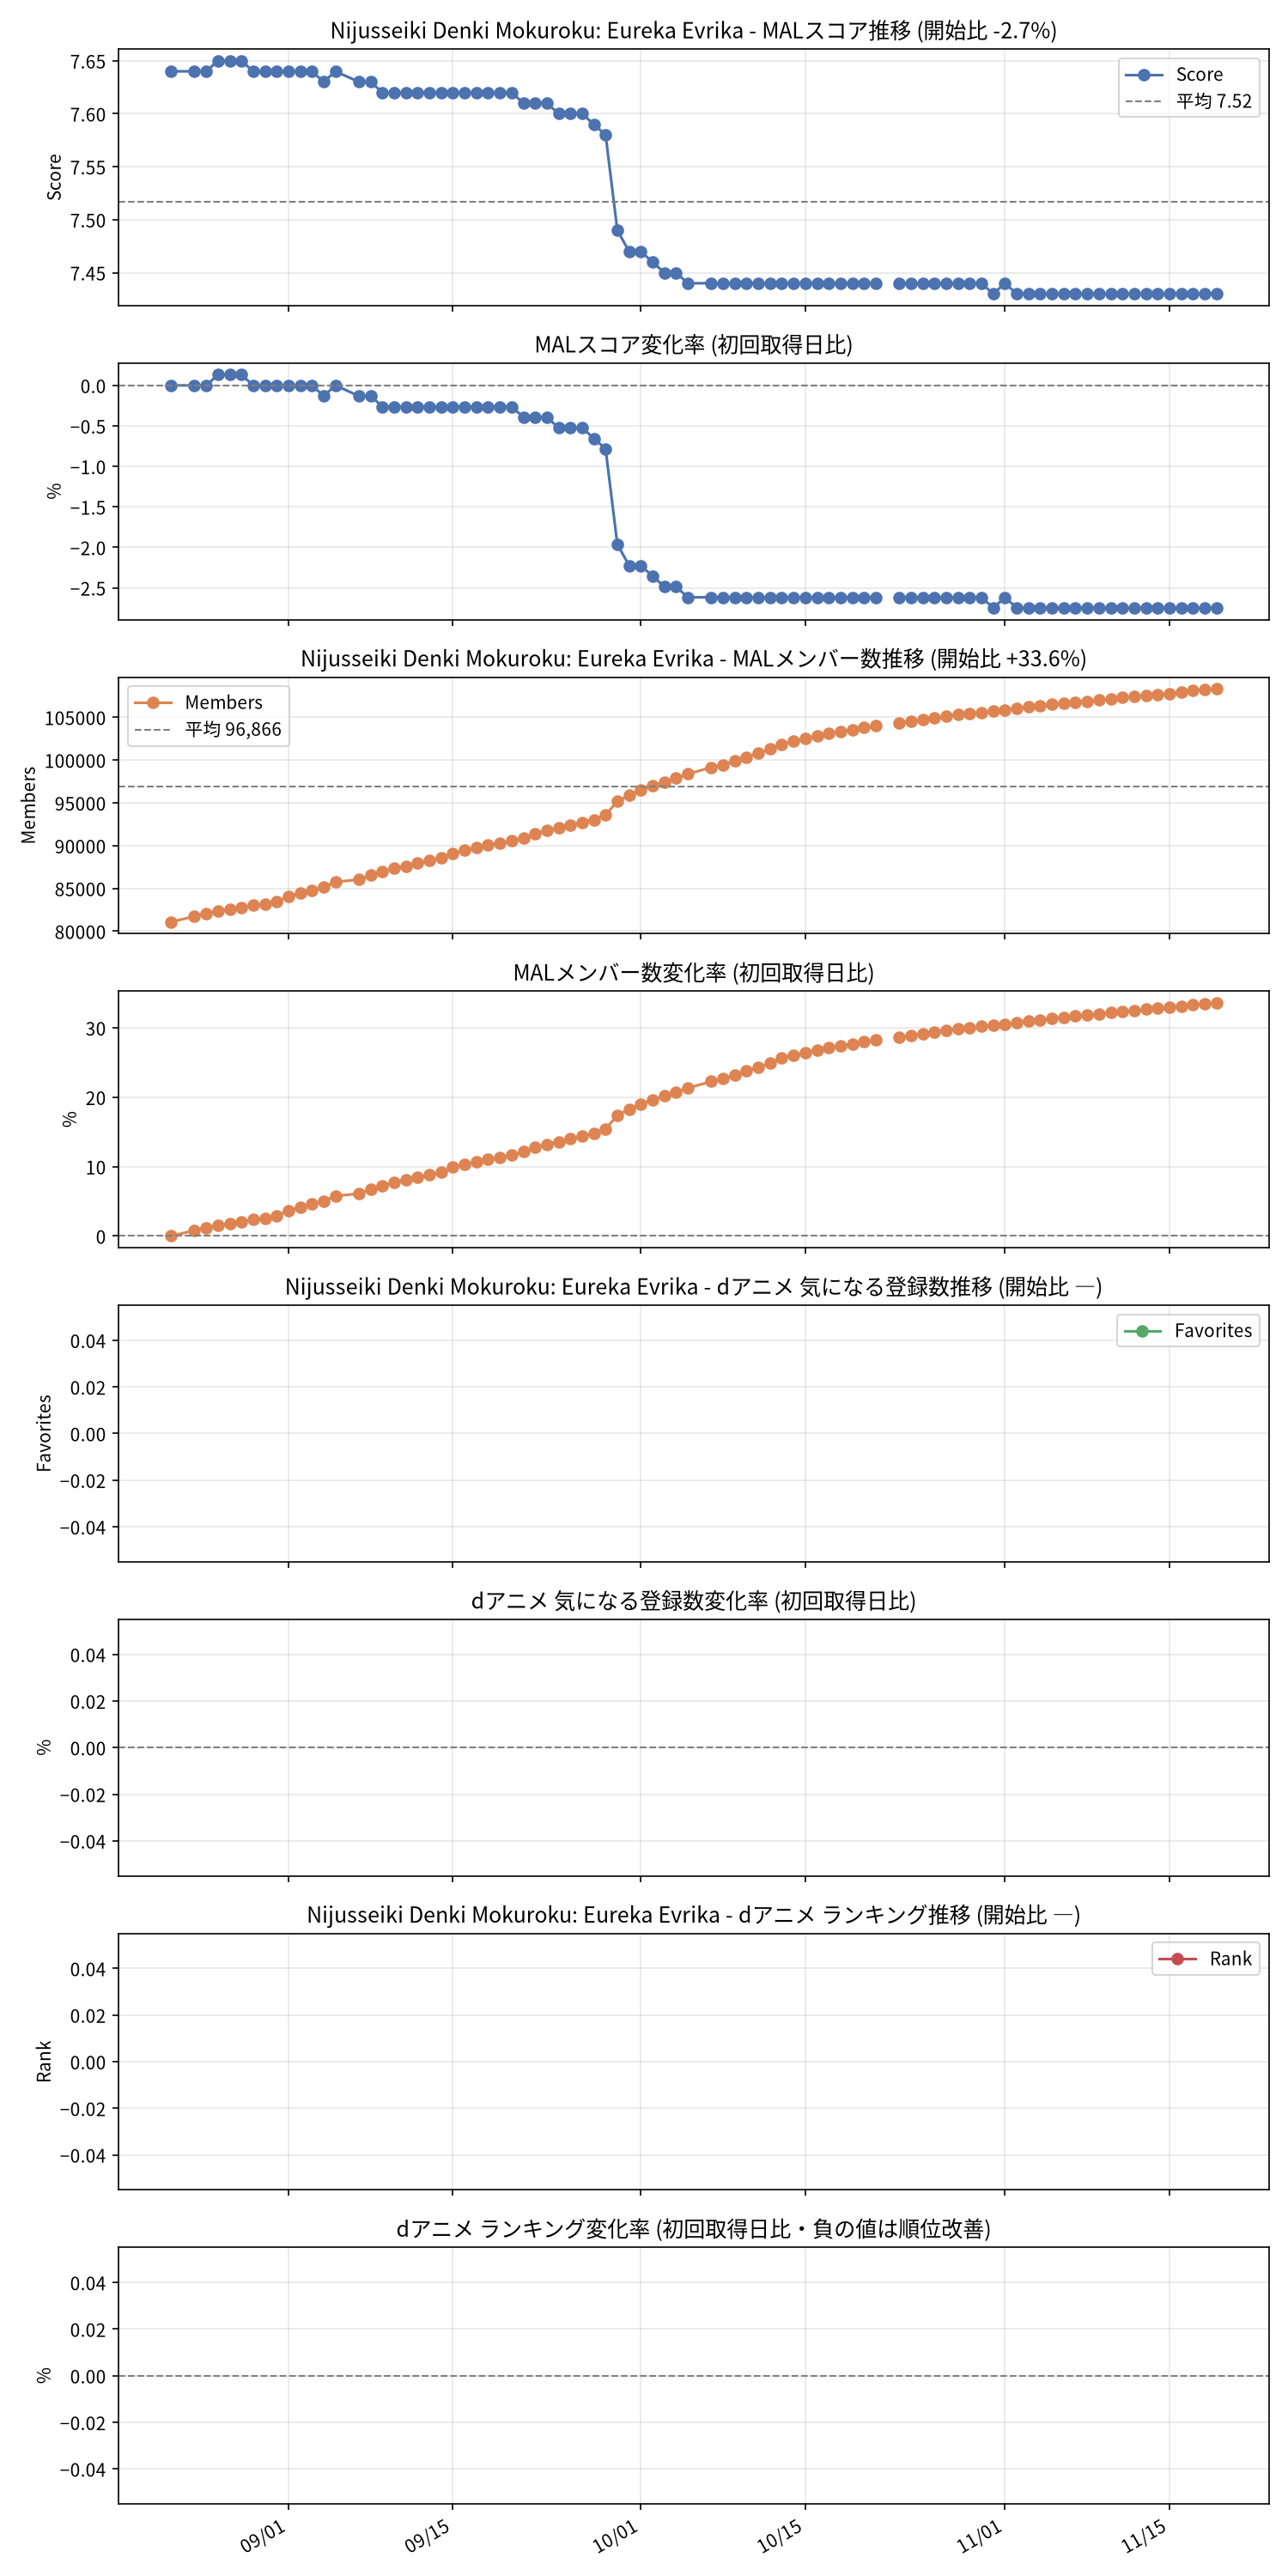 Nijusseiki Denki Mokuroku: Eureka Evrika - MALスコア推移 (開始比 -2.7%)
Score
平均 7.52
Score
7.65
7.60
7.55
7.50
7.45
MALスコア変化率 (初回取得日比)
%
0.0
−0.5
−1.0
−1.5
−2.0
−2.5
Nijusseiki Denki Mokuroku: Eureka Evrika - MALメンバー数推移 (開始比 +33.6%)
Members
平均 96,866
Members
105000
100000
95000
90000
85000
80000
MALメンバー数変化率 (初回取得日比)
%
30
20
10
0
Nijusseiki Denki Mokuroku: Eureka Evrika - dアニメ 気になる登録数推移 (開始比 —)
Favorites
Favorites
0.04
0.02
0.00
−0.02
−0.04
dアニメ 気になる登録数変化率 (初回取得日比)
%
0.04
0.02
0.00
−0.02
−0.04
Nijusseiki Denki Mokuroku: Eureka Evrika - dアニメ ランキング推移 (開始比 —)
Rank
Rank
0.04
0.02
0.00
−0.02
−0.04
dアニメ ランキング変化率 (初回取得日比・負の値は順位改善)
%
0.04
0.02
0.00
−0.02
−0.04
09/01
09/15
10/01
10/15
11/01
11/15